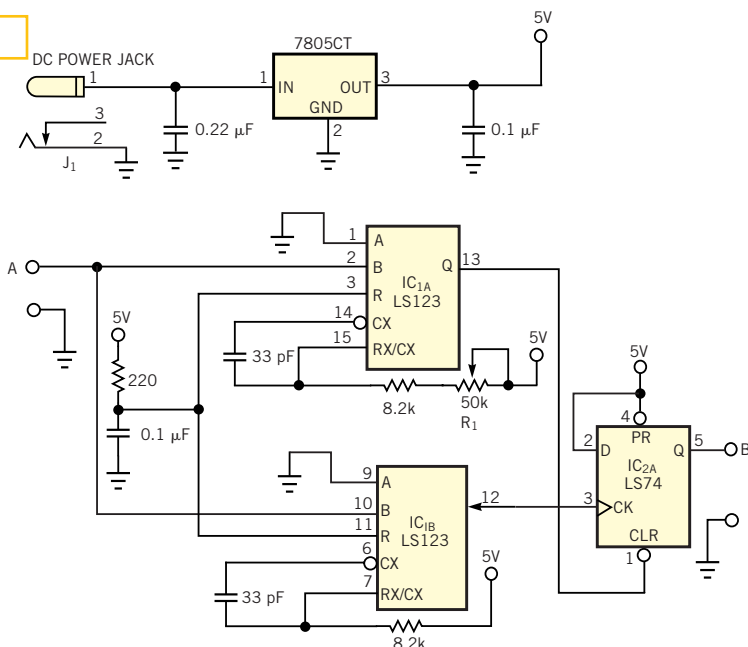 5V
7805CT
DC POWER JACK
1
1
IN
OUT
3
GND
2
0.22 µF
0.1 µF
3
2
J1
1
A
2
B
Q
13
A
3
R
IC1A
LS123
14
CX
15
RX/CX
5V
33 pF
5V
220
8.2k
50k
R1
0.1 µF
5V
4
PR
2
D
Q
5
B
IC2A
LS74
3
CK
CLR
1
9
A
10
B
12
11
R
ICIB
LS123
6
CX
7
RX/CX
5V
33 pF
8.2k